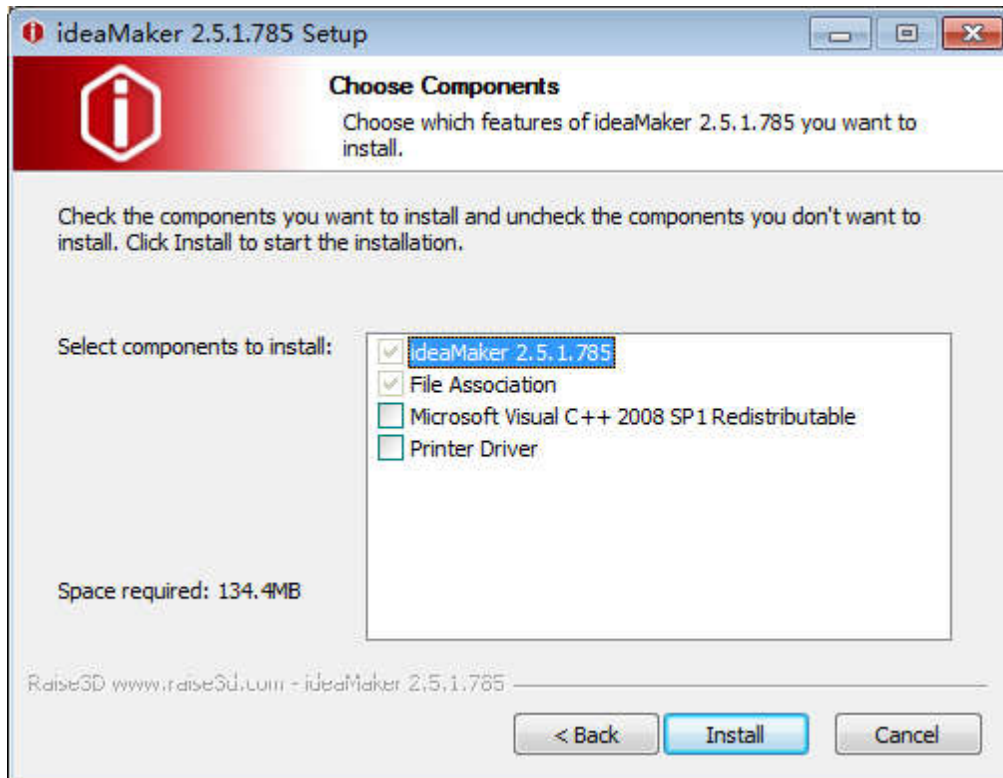 ideaMaker 2.5.1.785 Setup
Choose Components
Choose which features of ideaMaker 2.5.1.785 you want to
install.
Check the components you want to install and uncheck the components you don't want to
install. Click Install to start the installation.
Select components to install:
ideaMaker 2.5.1.785
File Association
Microsoft Visual C++ 2008 SP1 Redistributable
Printer Driver
Space required: 134.4MB
Raise3D www.raise3d.com - ideaMaker 2.5.1.785
< Back
Install
Cancel